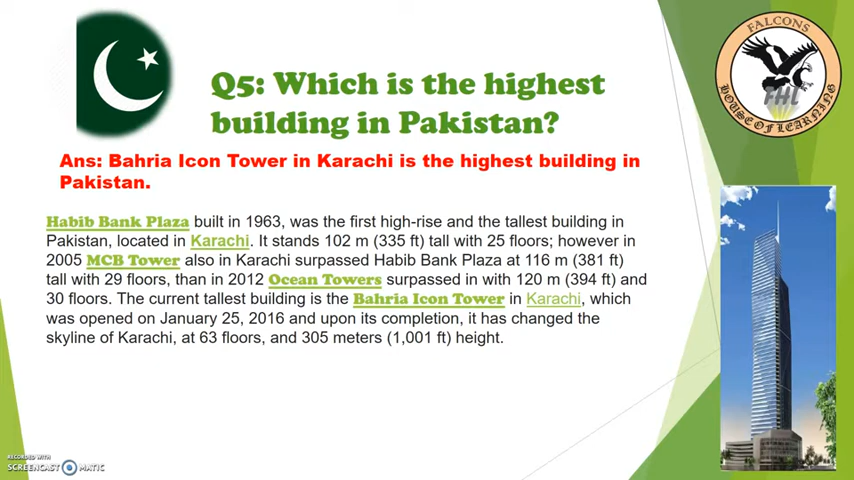 FALCONS
FHL
HOUSE OF LEARNING
Q5: Which is the highest
building in Pakistan?
Ans: Bahria Icon Tower in Karachi is the highest building in
Pakistan.
Habib Bank Plaza built in 1963, was the first high-rise and the tallest building in
Pakistan, located in Karachi. It stands 102 m (335 ft) tall with 25 floors; however in
2005 MCB Tower also in Karachi surpassed Habib Bank Plaza at 116 m (381 ft)
tall with 29 floors, than in 2012 Ocean Towers surpassed in with 120 m (394 ft) and
30 floors. The current tallest building is the Bahria Icon Tower in Karachi, which
was opened on January 25, 2016 and upon its completion, it has changed the
skyline of Karachi, at 63 floors, and 305 meters (1,001 ft) height.
RECORDED WITH
SCREENCAST MATIC